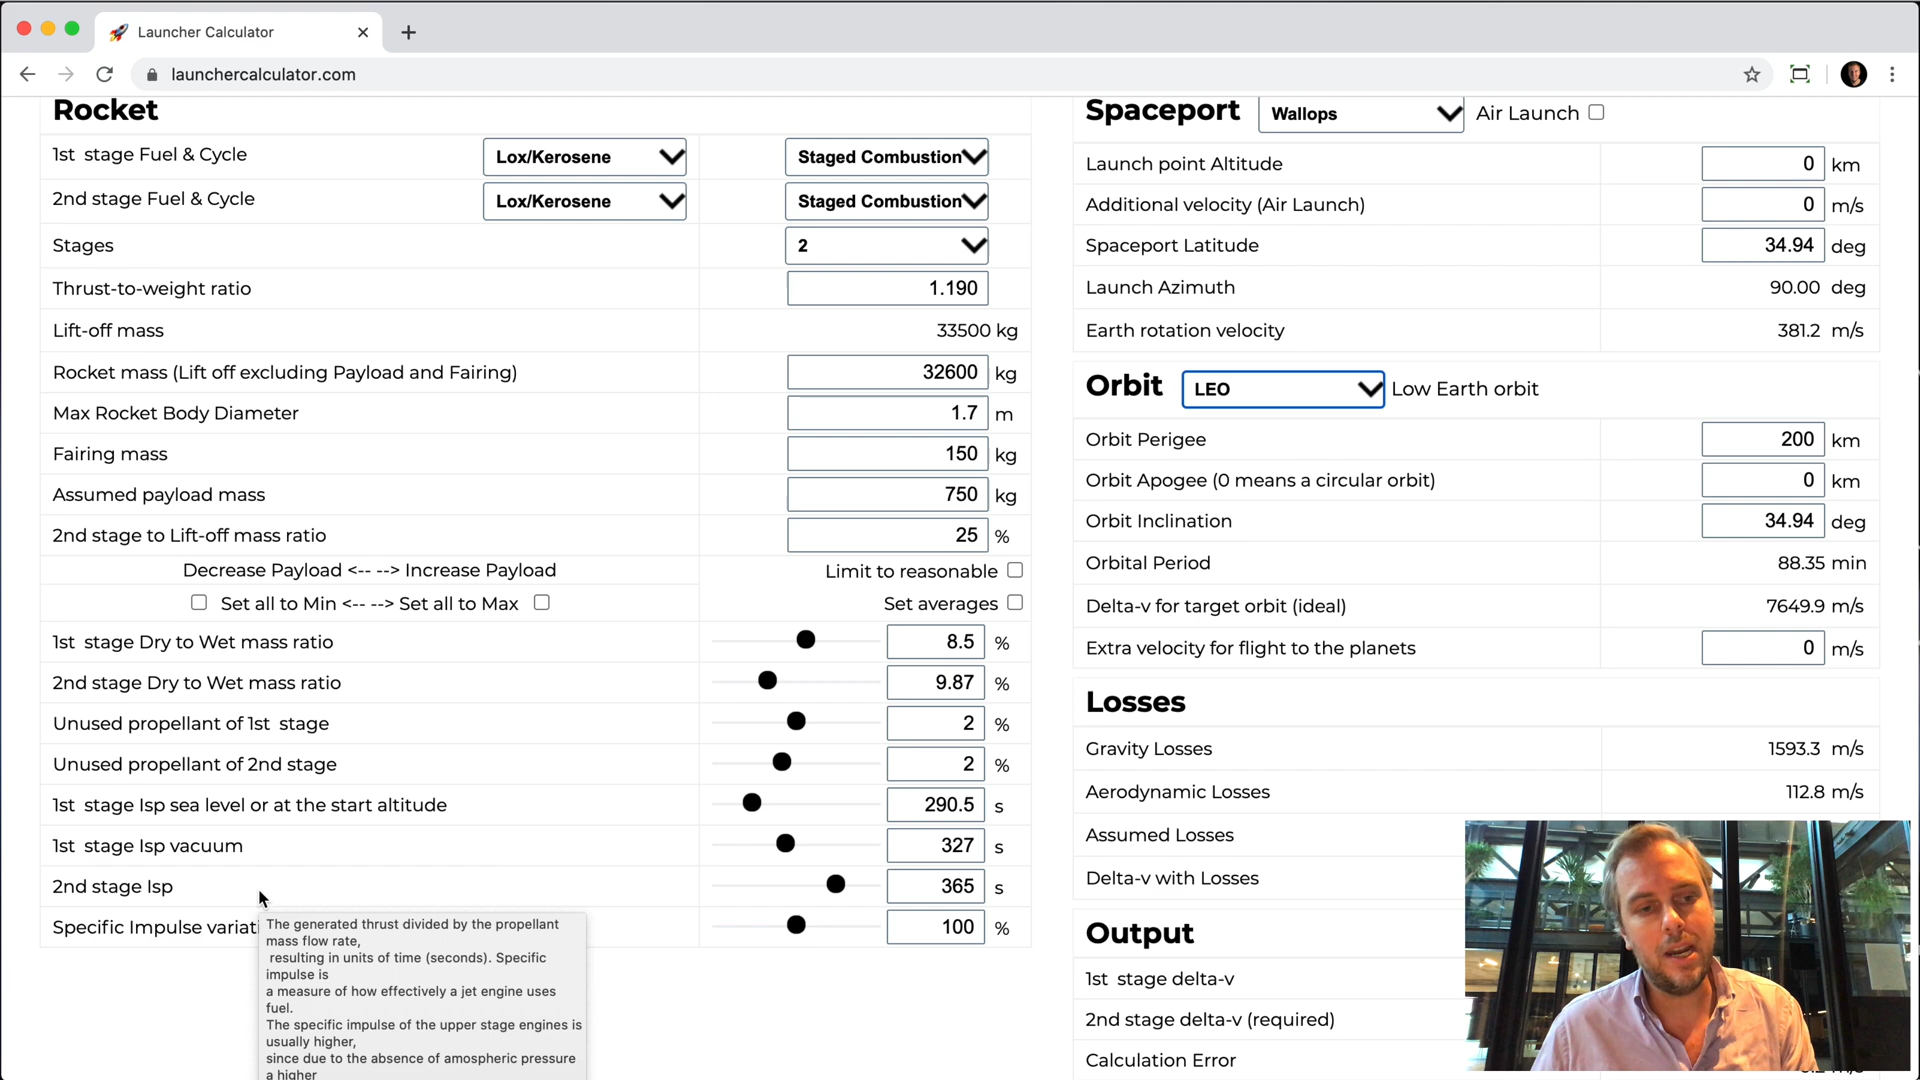 Launcher Calculator
launchercalculator.com
Rocket
1st stage Fuel & Cycle Lox/Kerosene Staged Combustion
2nd stage Fuel & Cycle Lox/Kerosene Staged Combustion
Stages 2
Thrust-to-weight ratio 1.190
Lift-off mass 33500 kg
Rocket mass (Lift off excluding Payload and Fairing) 32600 kg
Max Rocket Body Diameter 1.7 m
Fairing mass 150 kg
Assumed payload mass 750 kg
2nd stage to Lift-off mass ratio 25 %
Decrease Payload <-- --> Increase Payload Limit to reasonable
Set all to Min <-- --> Set all to Max Set averages
1st stage Dry to Wet mass ratio 8.5 %
2nd stage Dry to Wet mass ratio 9.87 %
Unused propellant of 1st stage 2 %
Unused propellant of 2nd stage 2 %
1st stage Isp sea level or at the start altitude 290.5 s
1st stage Isp vacuum 327 s
2nd stage Isp 365 s
Specific Impulse variati 100 %
The generated thrust divided by the propellant
mass flow rate,
resulting in units of time (seconds). Specific
impulse is
a measure of how effectively a jet engine uses
fuel.
The specific impulse of the upper stage engines is
usually higher,
since due to the absence of amospheric pressure
a higher
Spaceport Wallops Air Launch
Launch point Altitude 0 km
Additional velocity (Air Launch) 0 m/s
Spaceport Latitude 34.94 deg
Launch Azimuth 90.00 deg
Earth rotation velocity 381.2 m/s
Orbit LEO Low Earth orbit
Orbit Perigee 200 km
Orbit Apogee (0 means a circular orbit) 0 km
Orbit Inclination 34.94 deg
Orbital Period 88.35 min
Delta-v for target orbit (ideal) 7649.9 m/s
Extra velocity for flight to the planets 0 m/s
Losses
Gravity Losses 1593.3 m/s
Aerodynamic Losses 112.8 m/s
Assumed Losses
Delta-v with Losses
Output
1st stage delta-v
2nd stage delta-v (required)
Calculation Error